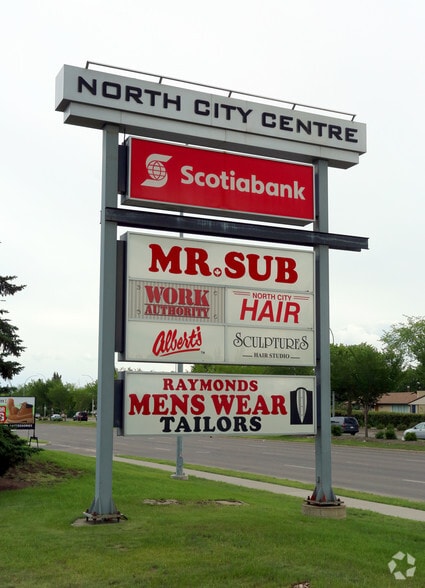 NORTH CITY CENTRE
Scotiabank
MR. SUB
WORK
AUTHORITY
NORTH CITY
HAIR
Albert's
SCULPTURES
HAIR STUDIO
RAYMONDS
MENS WEAR
TAILORS